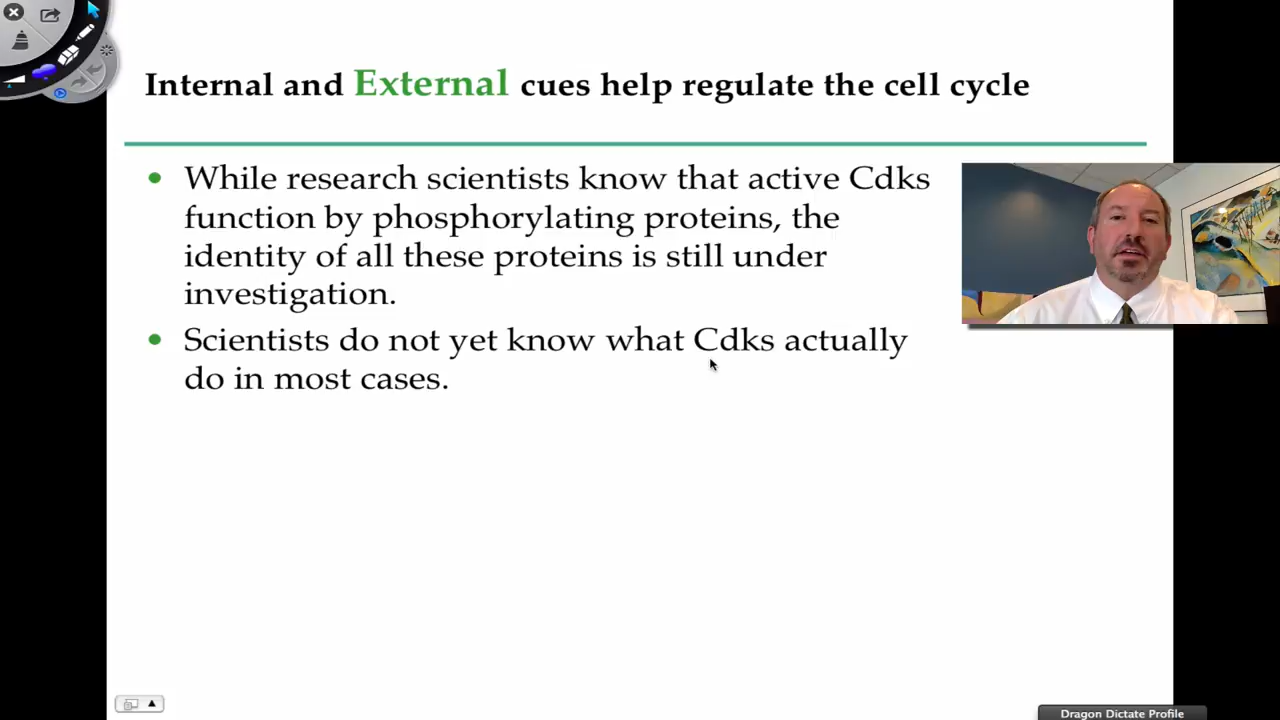 Internal and External cues help regulate the cell cycle
• While research scientists know that active Cdks
function by phosphorylating proteins, the
identity of all these proteins is still under
investigation.
• Scientists do not yet know what Cdks actually
do in most cases.
Dragon Dictate Profile